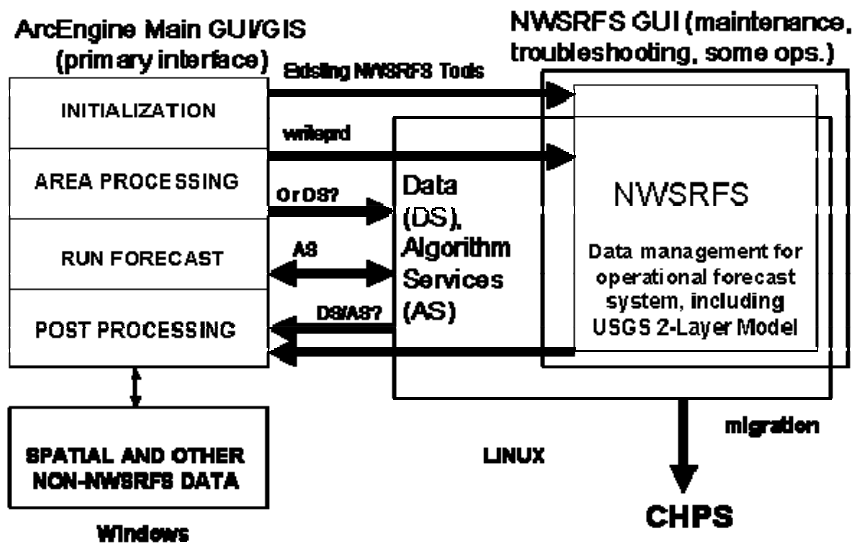 ArcEngine Main GUI/GIS
(primary interface)
NWSRFS GUI (maintenance,
troubleshooting, some ops.)
Existing NWSRFS Tools
INITIALIZATION
writeprd
AREA PROCESSING
Or DS?
RUN FORECAST
AS
POST PROCESSING
DS/AS?
Data
(DS),
Algorithm
Services
(AS)
NWSRFS
Data management for
operational forecast
system, including
USGS 2-Layer Model
SPATIAL AND OTHER
NON-NWSRFS DATA
Windows
LINUX
migration
CHPS